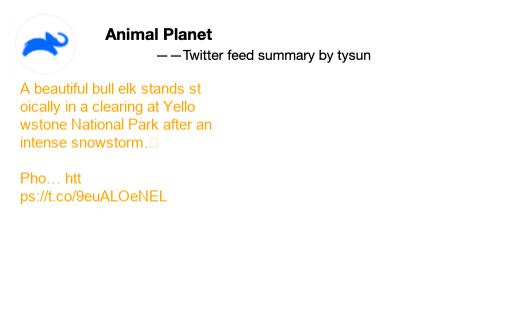 Animal Planet
——Twitter feed summary by tysun
A beautiful bull elk stands st
oically in a clearing at Yello
wstone National Park after an
intense snowstorm.
Pho… htt
ps://t.co/9euALOeNEL